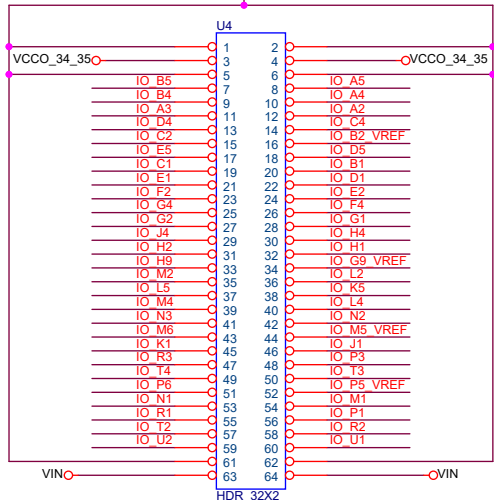 U4
1 2
VCCO_34_35 3 4 VCCO_34_35
5 6
IO_B5 7 8 IO_A5
IO_B4 9 10 IO_A4
IO_A3 11 12 IO_A2
IO_D4 13 14 IO_C4
IO_C2 15 16 IO_B2_VREF
IO_E5 17 18 IO_D5
IO_C1 19 20 IO_B1
IO_E1 21 22 IO_D1
IO_F2 23 24 IO_E2
IO_G4 25 26 IO_F4
IO_G2 27 28 IO_G1
IO_J4 29 30 IO_H4
IO_H2 31 32 IO_H1
IO_H9 33 34 IO_G9_VREF
IO_M2 35 36 IO_L2
IO_L5 37 38 IO_K5
IO_M4 39 40 IO_L4
IO_N3 41 42 IO_N2
IO_M6 43 44 IO_M5_VREF
IO_K1 45 46 IO_J1
IO_R3 47 48 IO_P3
IO_T4 49 50 IO_T3
IO_P6 51 52 IO_P5_VREF
IO_N1 53 54 IO_M1
IO_R1 55 56 IO_P1
IO_T2 57 58 IO_R2
IO_U2 59 60 IO_U1
61 62
VIN 63 64 VIN
HDR_32X2